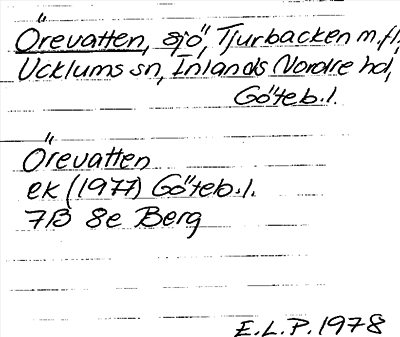 Örevatten, sjö, Tjurbacken m.fl.,
Ucklums sn, Inlands Nordre hd,
Göteb.l.
Örevatten
ek (1977) Göteb.l.
7B 8e Berg
E.L.P. 1978